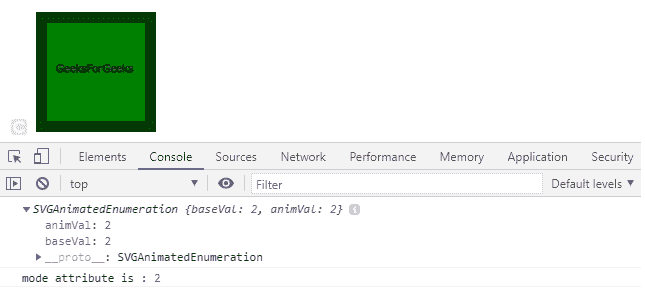 GeeksForGeeks
Elements Console Sources Network Performance Memory Application Security
top ▼ Filter Default levels ▼
▼SVGAnimatedEnumeration {baseVal: 2, animVal: 2} i
animVal: 2
baseVal: 2
▶__proto__: SVGAnimatedEnumeration
mode attribute is : 2